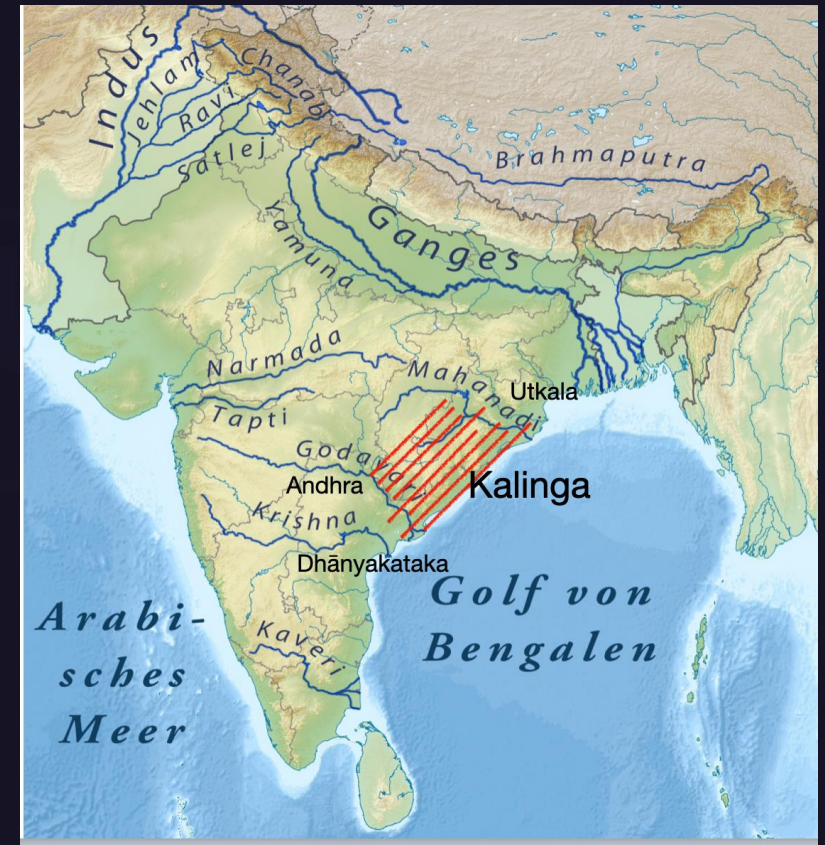 Indus
Jehlam
Chanab
Ravi
Satlej
Brahmaputra
Yamuna
Ganges
Narmada
Mahanadi
Utkala
Tapti
Godavari
Andhra
Kalinga
Krishna
Dhānyakataka
Golf von
Bengalen
Arabi-
sches
Meer
Kaveri